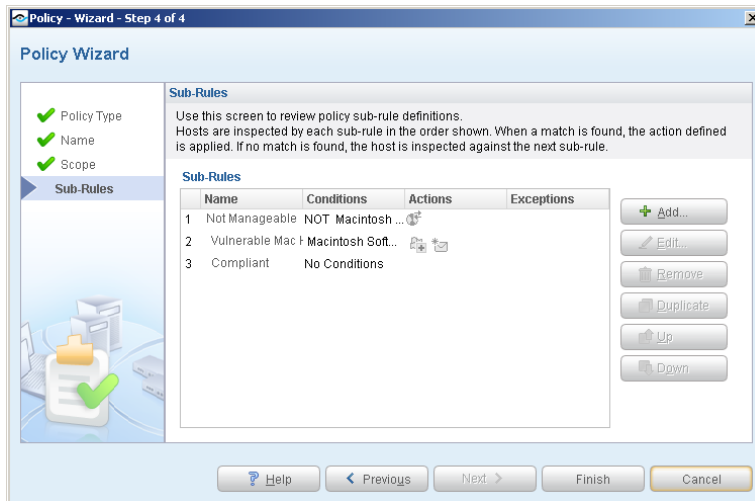 Policy - Wizard - Step 4 of 4
Policy Wizard
Policy Type
Name
Scope
Sub-Rules
Sub-Rules
Use this screen to review policy sub-rule definitions.
Hosts are inspected by each sub-rule in the order shown. When a match is found, the action defined
is applied. If no match is found, the host is inspected against the next sub-rule.
Sub-Rules
Name Conditions Actions Exceptions
1 Not Manageable NOT Macintosh ...
2 Vulnerable Mac Macintosh Soft...
3 Compliant No Conditions
Add...
Edit...
Remove
Duplicate
Up
Down
Help
Previous
Next
Finish
Cancel